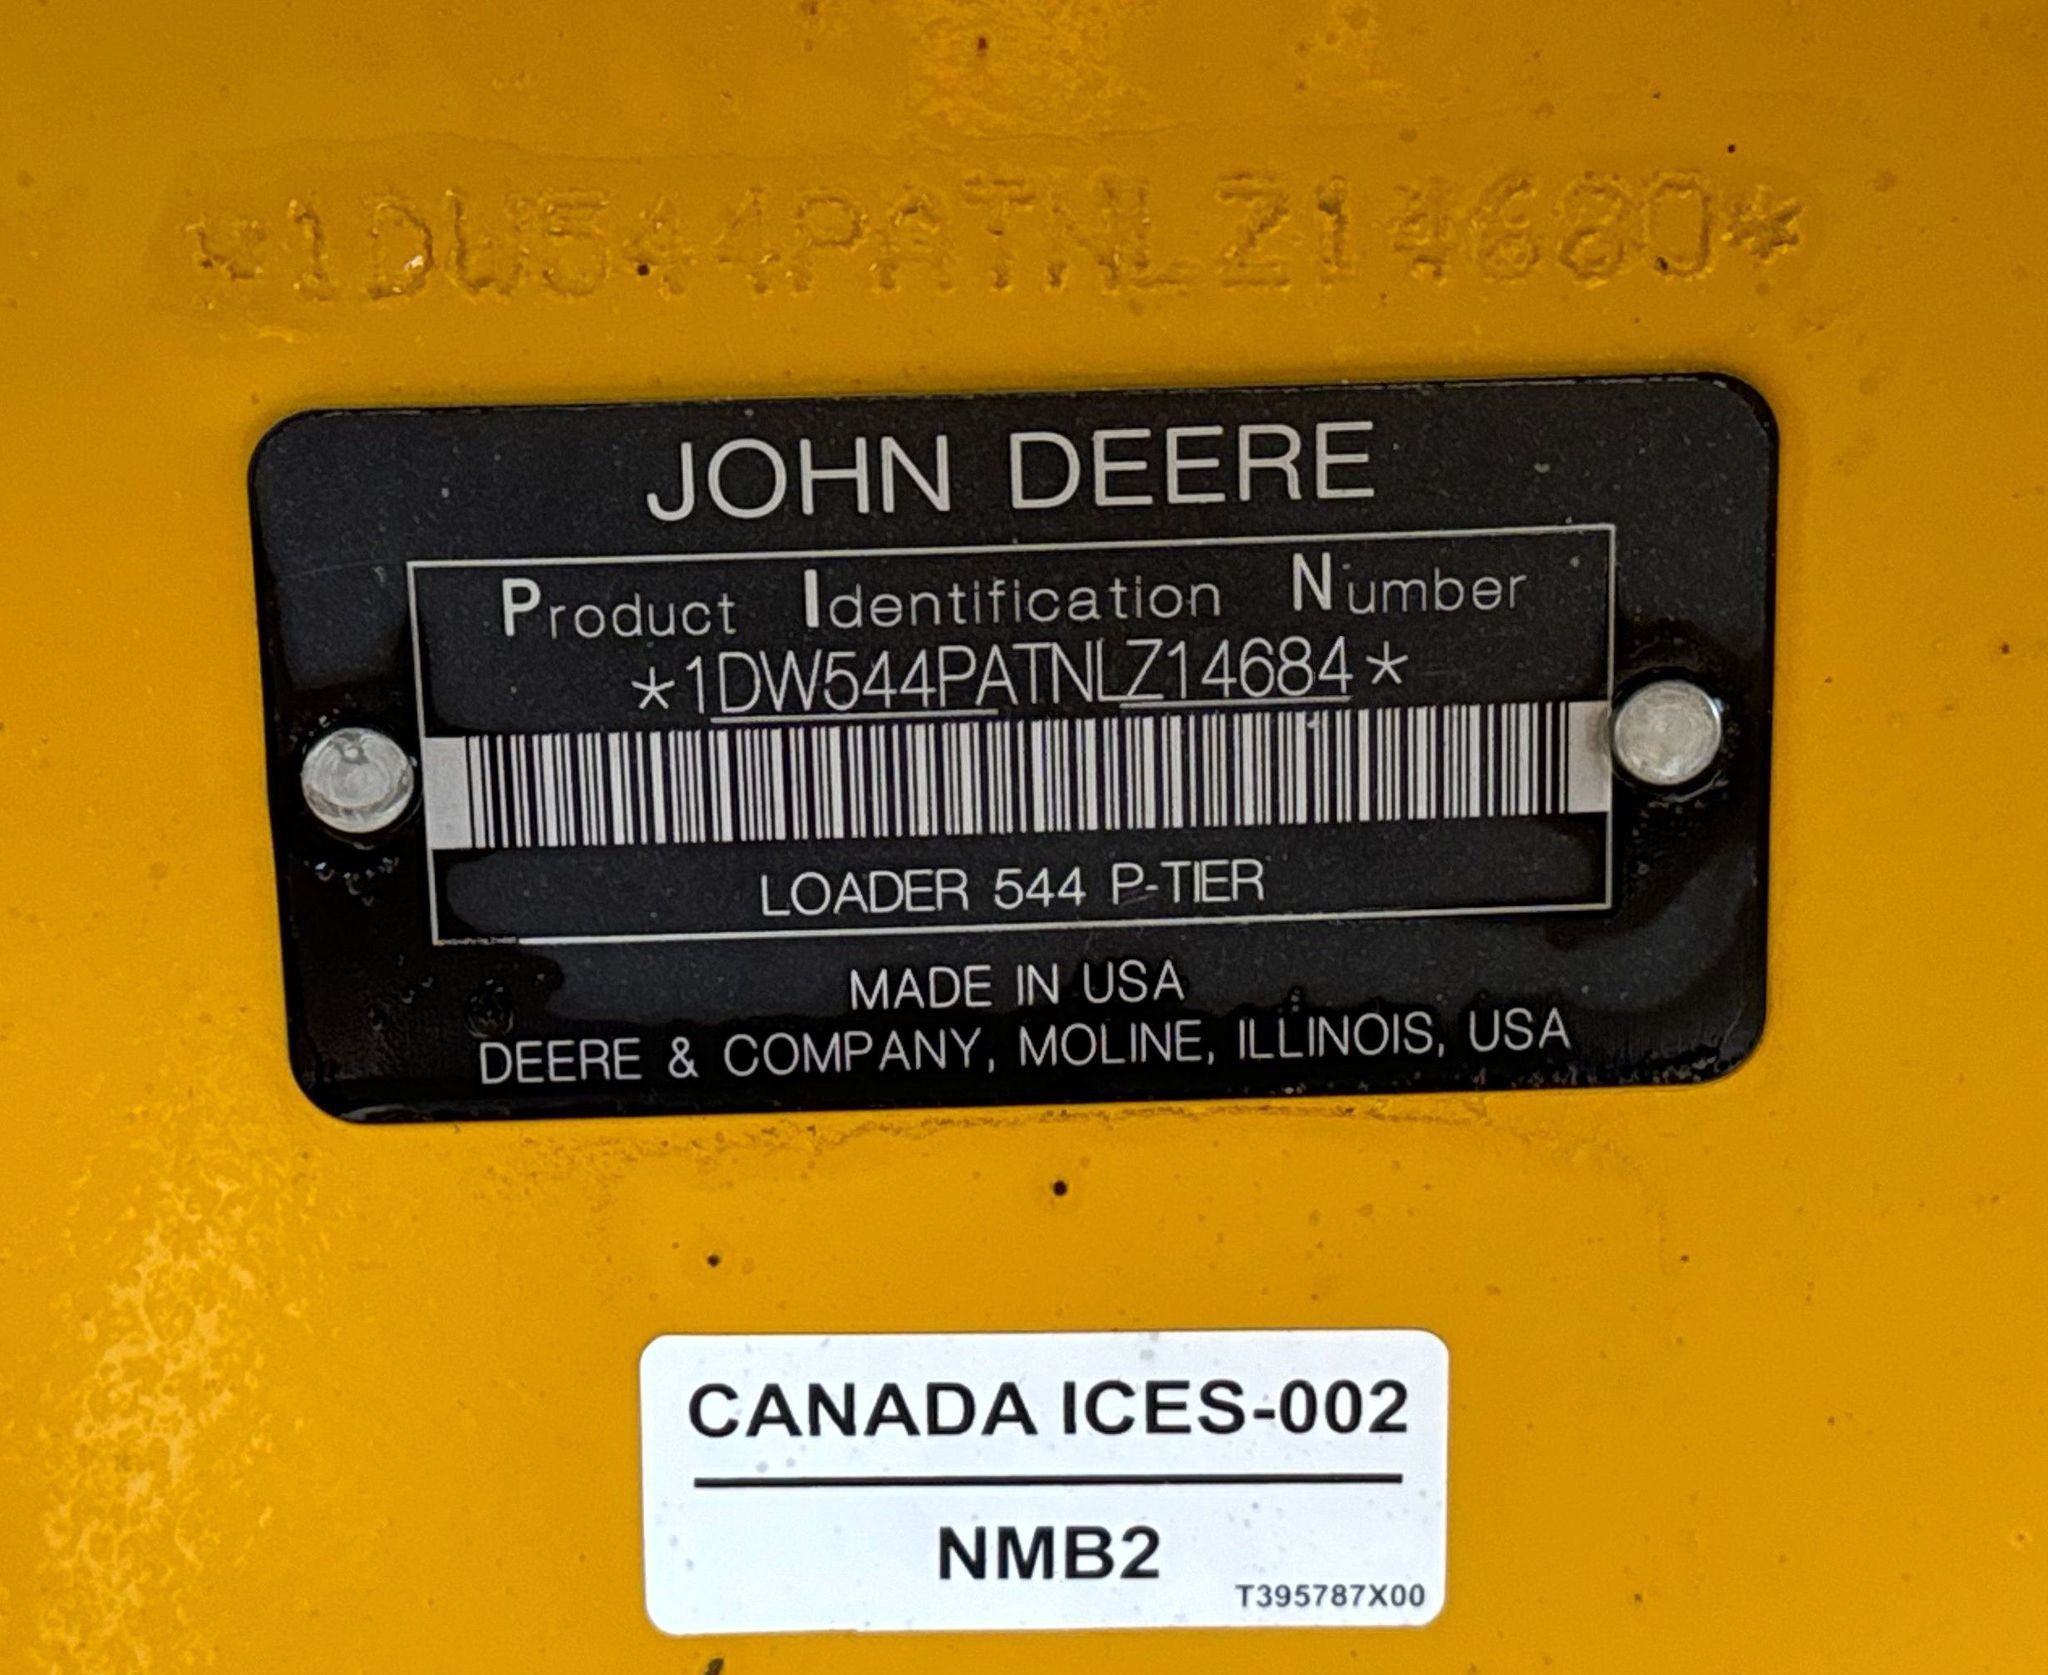 *1DW544PATNLZ14680*
JOHN DEERE
Product Identification Number
*1DW544PATNLZ14684*
LOADER 544 P-TIER
MADE IN USA
DEERE & COMPANY, MOLINE, ILLINOIS, USA
CANADA ICES-002
NMB2
T395787X00